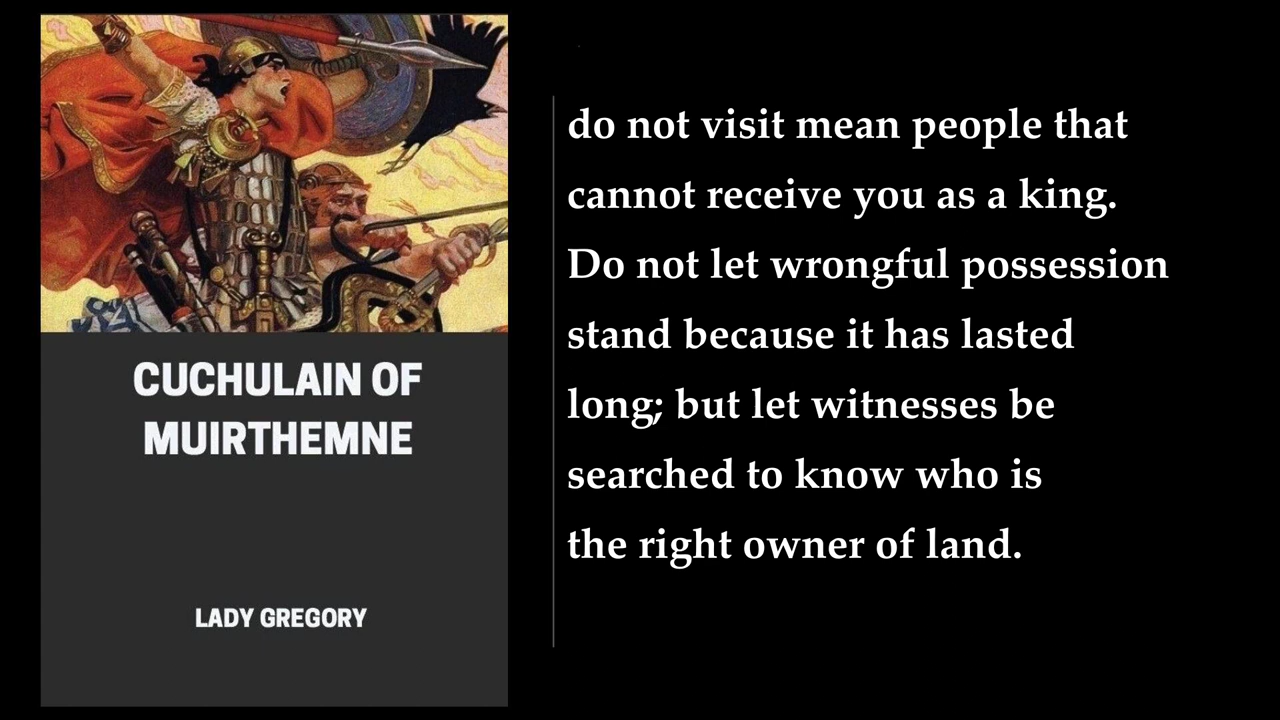 CUCHULAIN OF
MUIRTHEMNE
LADY GREGORY
do not visit mean people that
cannot receive you as a king.
Do not let wrongful possession
stand because it has lasted
long; but let witnesses be
searched to know who is
the right owner of land.